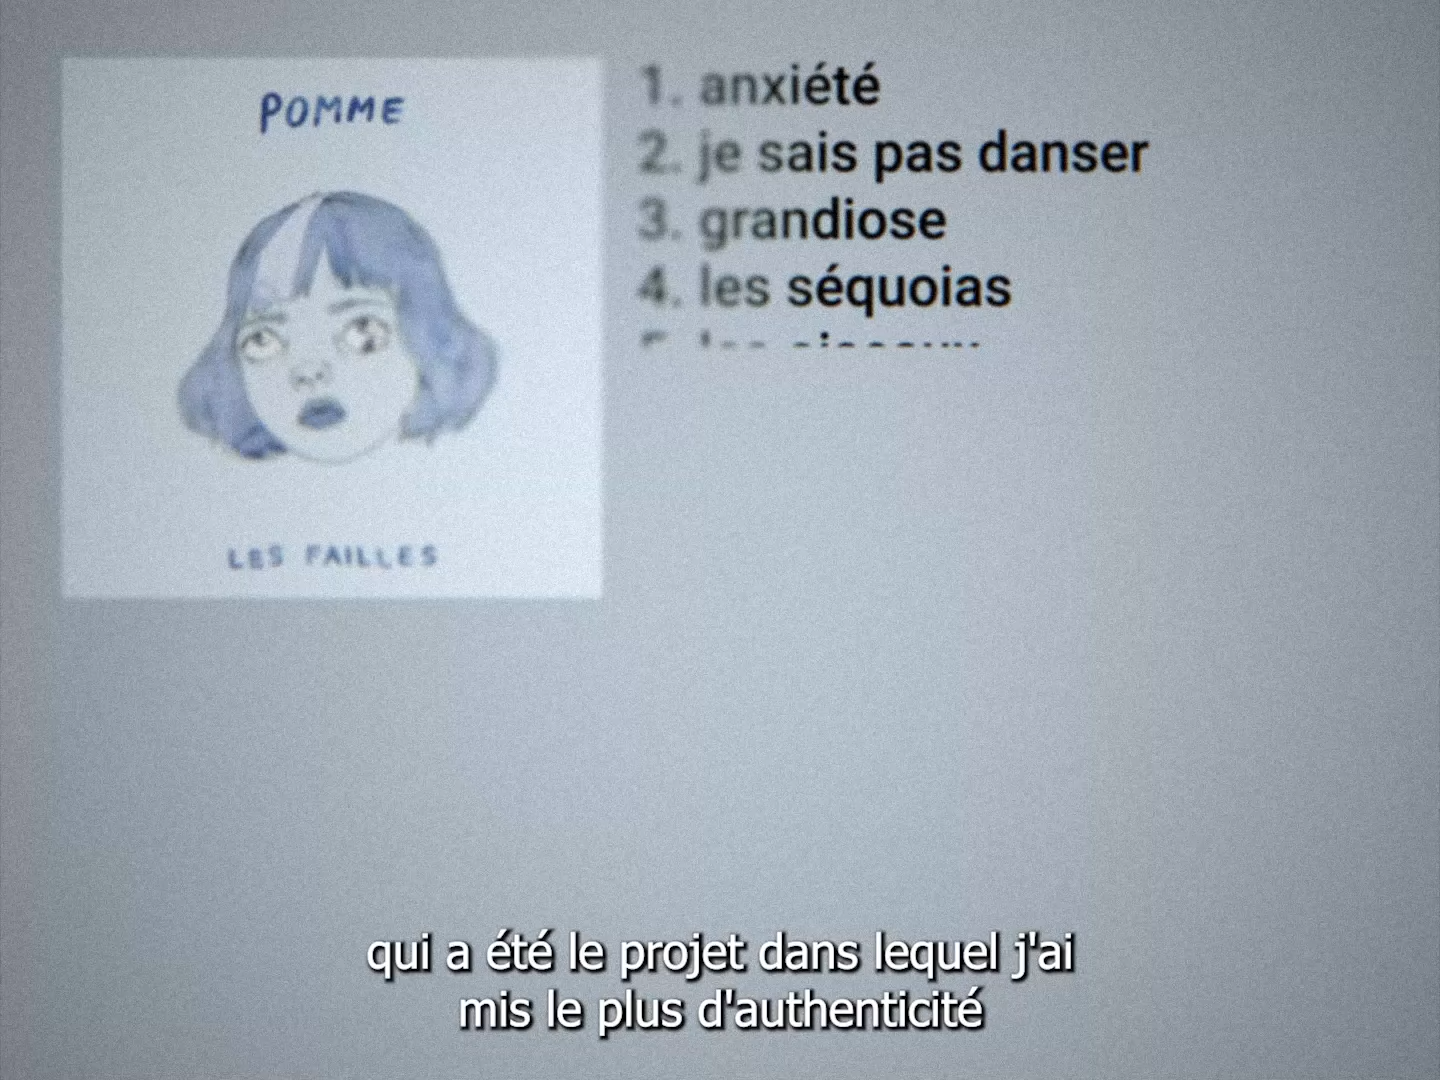 POMME
LES FAILLES
1. anxiété
2. je sais pas danser
3. grandiose
4. les séquoias
qui a été le projet dans lequel j'ai
mis le plus d'authenticité